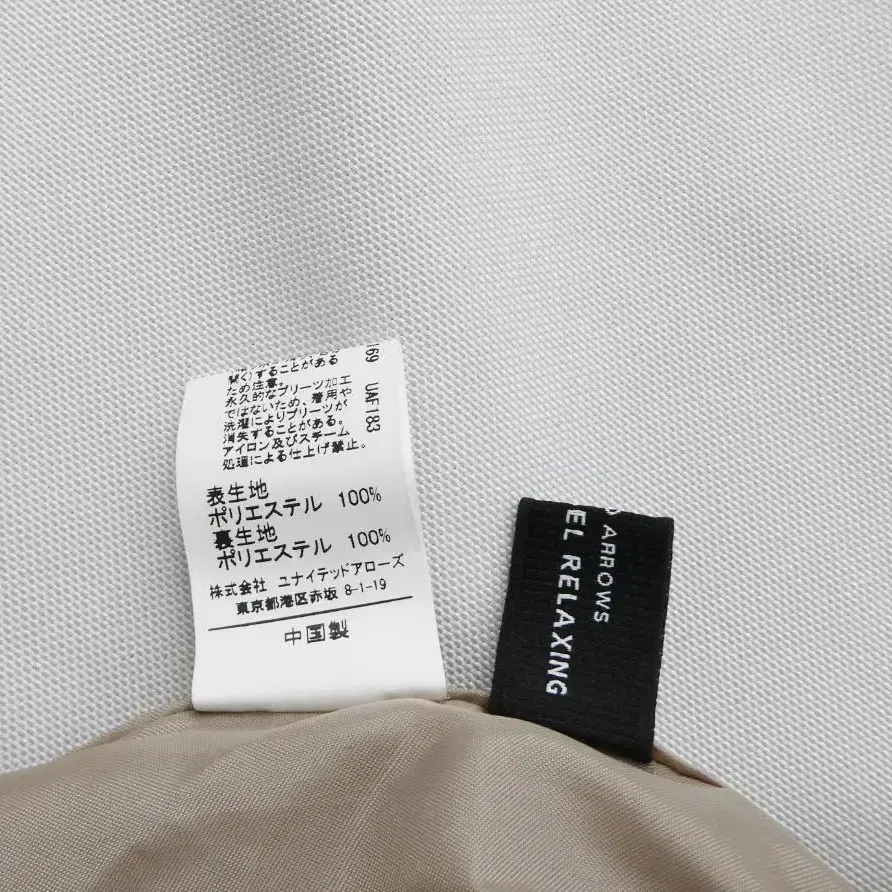 開く)することがある
ため注意。
永久的なプリーツ加工
ではないため、着用や
洗濯によりプリーツが
消失することがある。
アイロン及びスチーム
処理による仕上げ禁止。
169 UAF183
表生地
ポリエステル 100%
裏生地
ポリエステル 100%
株式会社 ユナイテッドアローズ
東京都港区赤坂 8-1-19
中国製
ARROWS
EL RELAXING